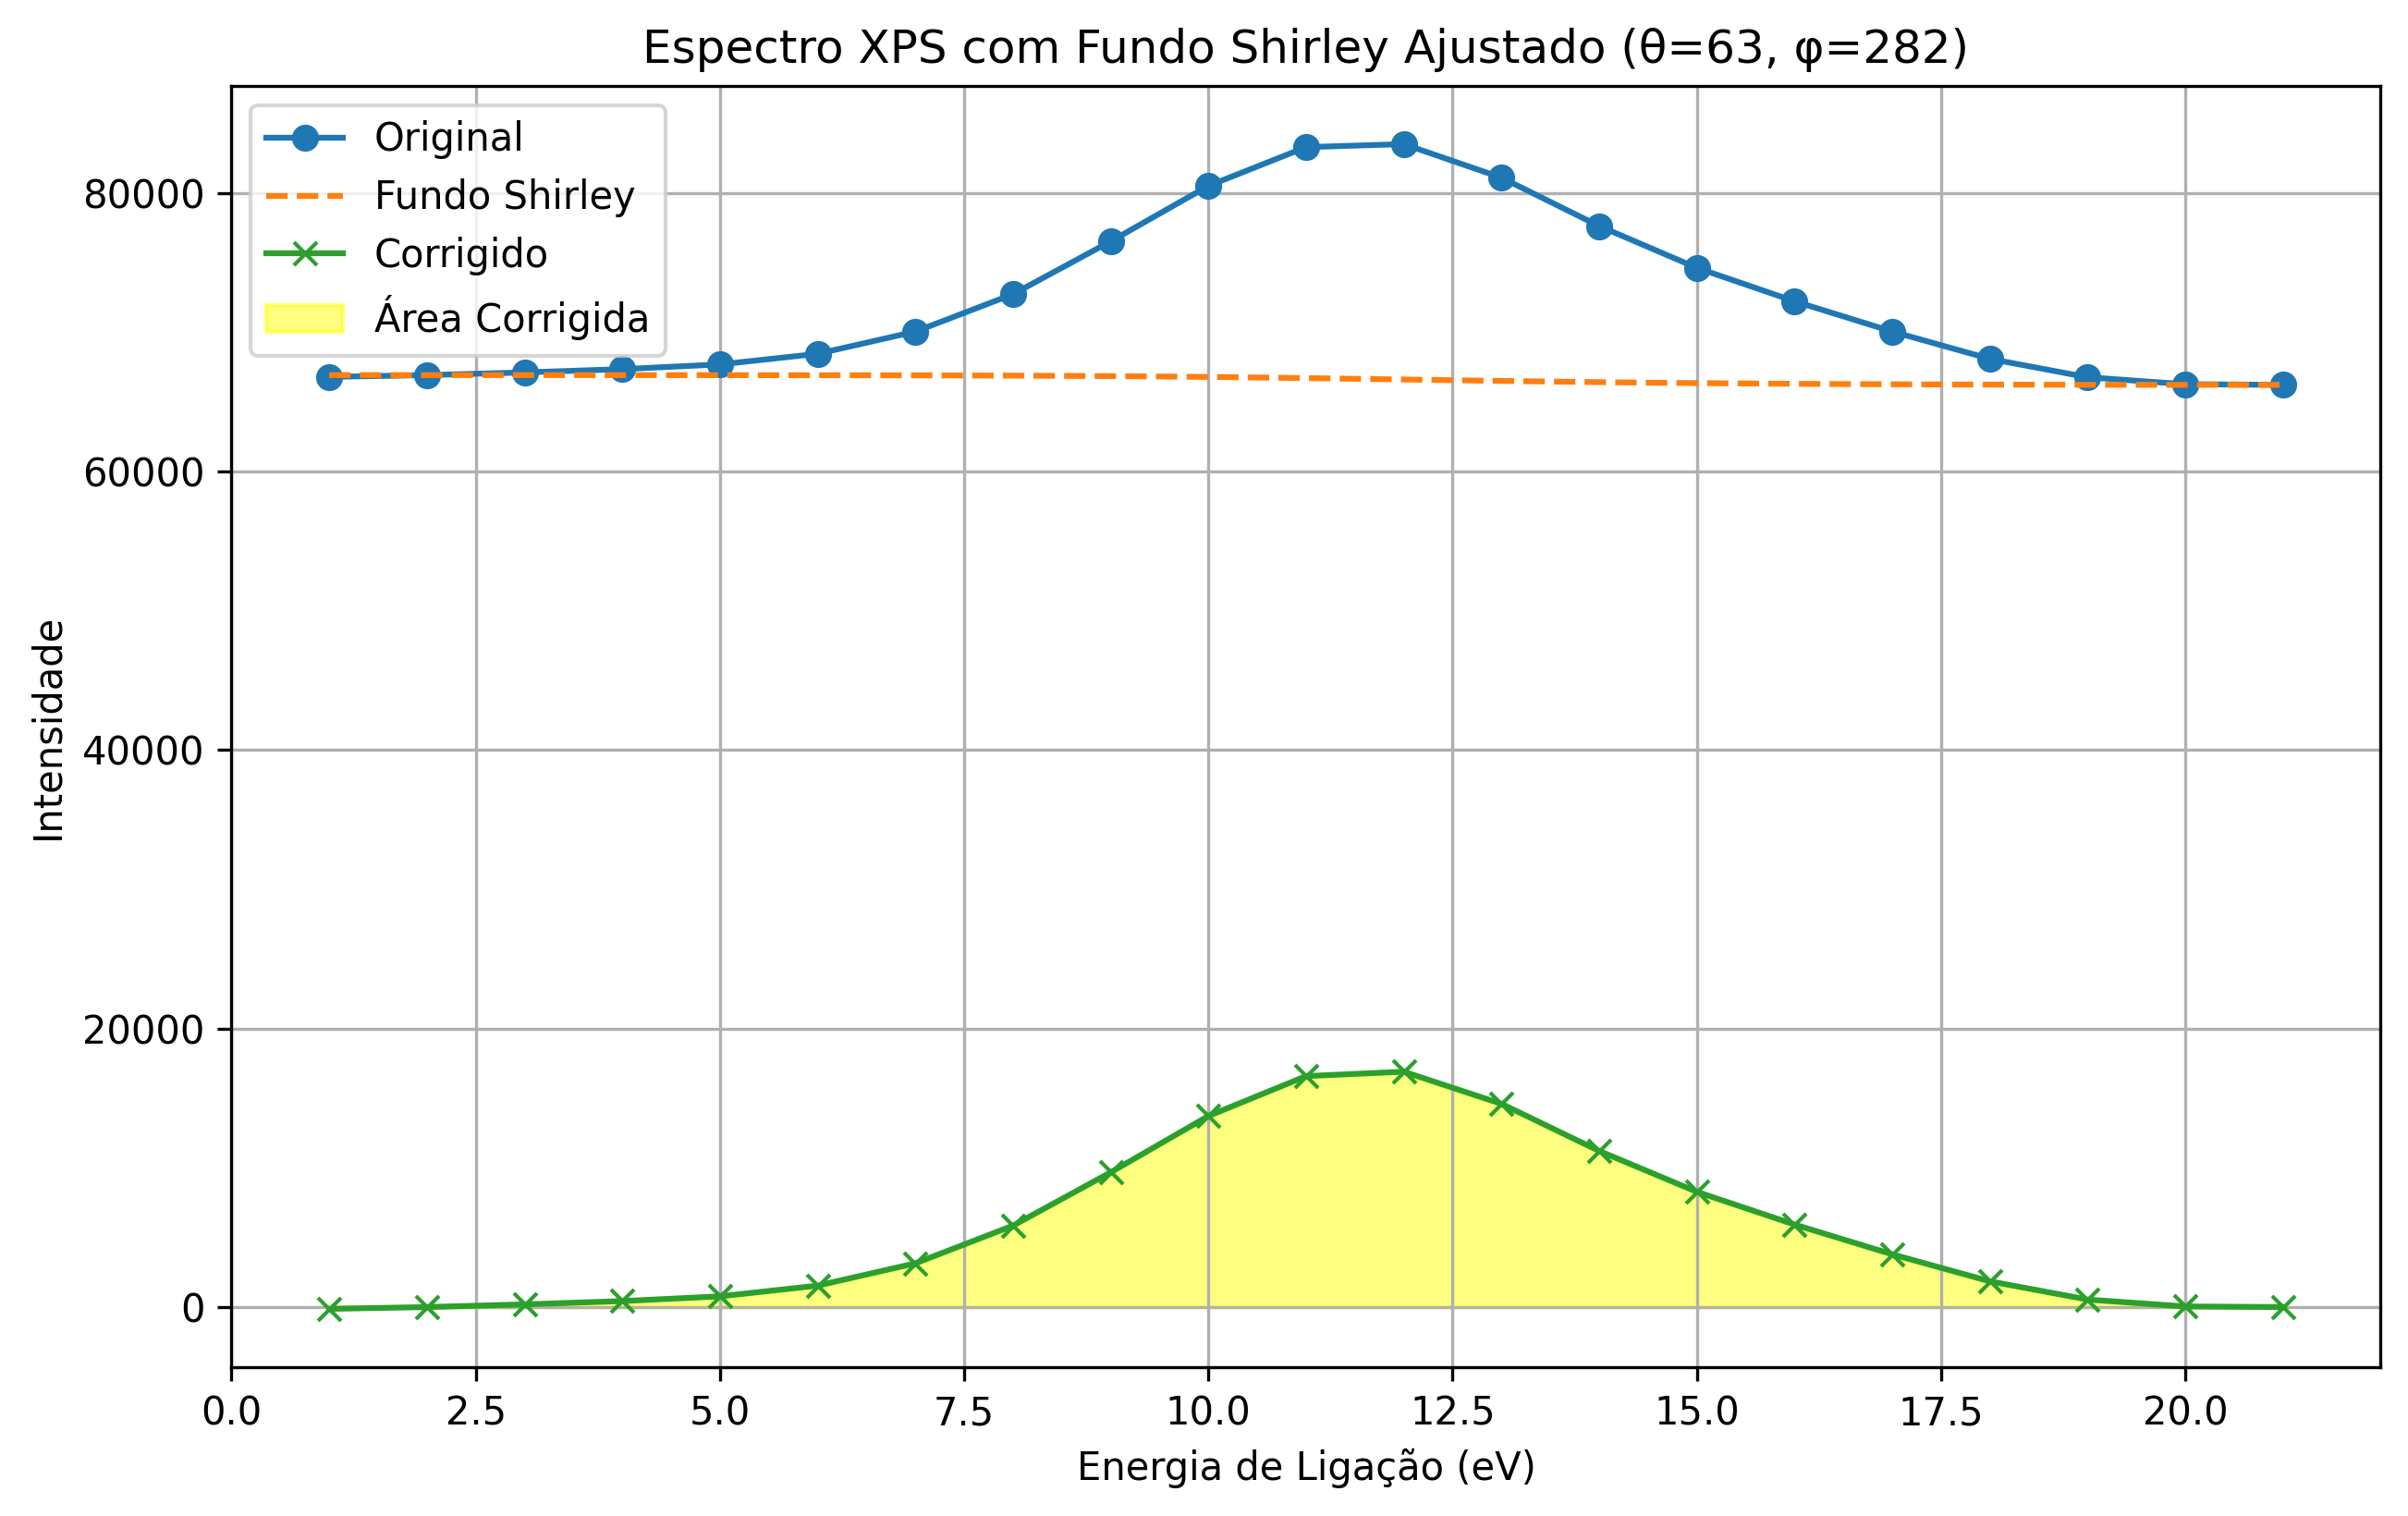 Espectro XPS com Fundo Shirley Ajustado (θ=63, φ=282)
Original
Fundo Shirley
Corrigido
Área Corrigida
80000
60000
40000
20000
0
Intensidade
0.0 2.5 5.0 7.5 10.0 12.5 15.0 17.5 20.0
Energia de Ligação (eV)